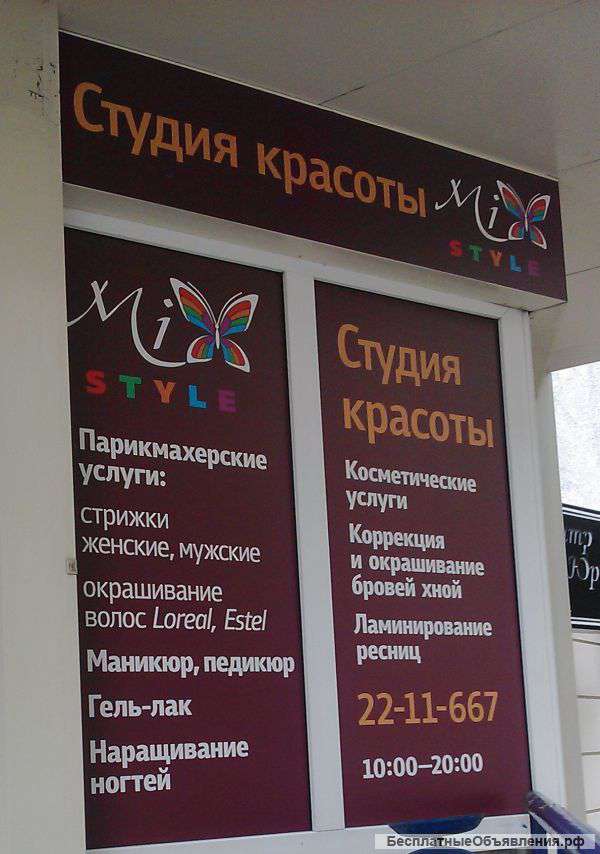 Студия красоты Mix
STYLE
Mix
STYLE
Парикмахерские
услуги:
стрижки
женские, мужские
окрашивание
волос Loreal, Estel
Маникюр, педикюр
Гель-лак
Наращивание
ногтей
Студия
красоты
Косметические
услуги
Коррекция
и окрашивание
бровей хной
Ламинирование
ресниц
22-11-667
10:00–20:00
БесплатныеОбъявления.рф